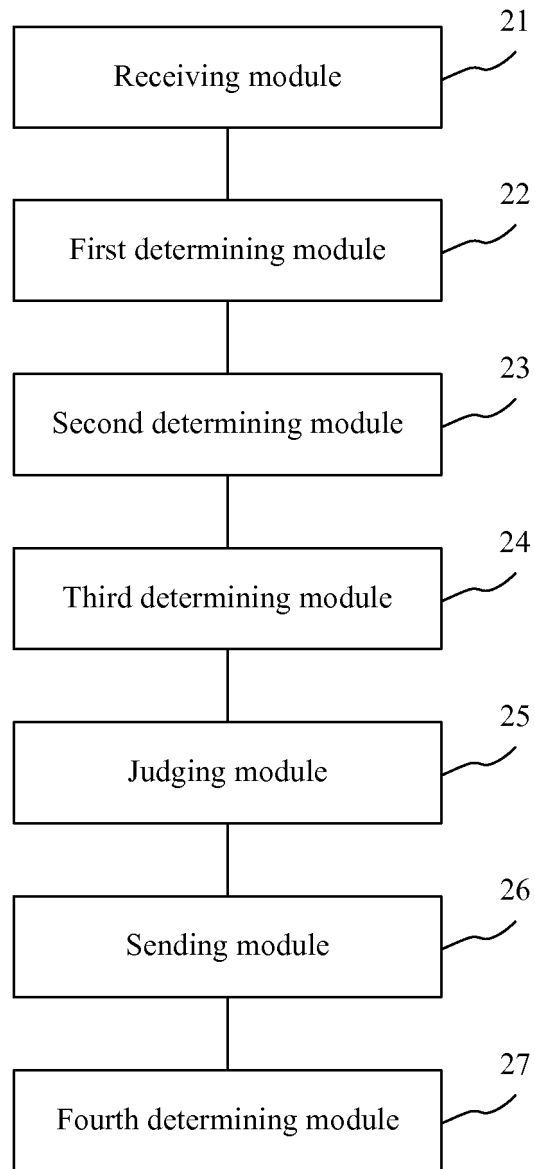 21
Receiving module
22
First determining module
23
Second determining module
24
Third determining module
25
Judging module
26
Sending module
27
Fourth determining module